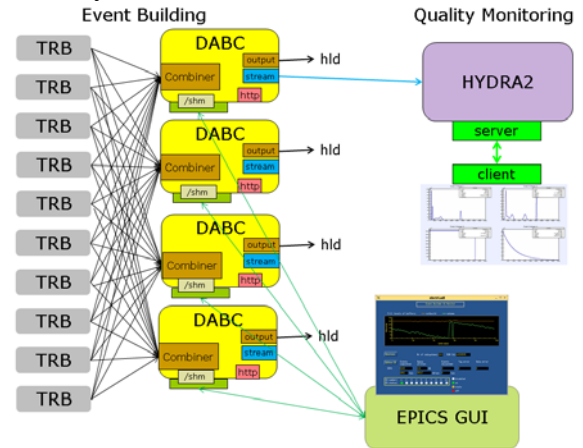 Event Building
Quality Monitoring
TRB
TRB
TRB
TRB
TRB
TRB
TRB
TRB
TRB
TRB
DABC
output
hld
Combiner
stream
/shm
http
DABC
output
hld
Combiner
stream
/shm
http
DABC
output
hld
Combiner
stream
/shm
http
DABC
output
hld
Combiner
stream
/shm
http
HYDRA2
server
client
EPICS GUI